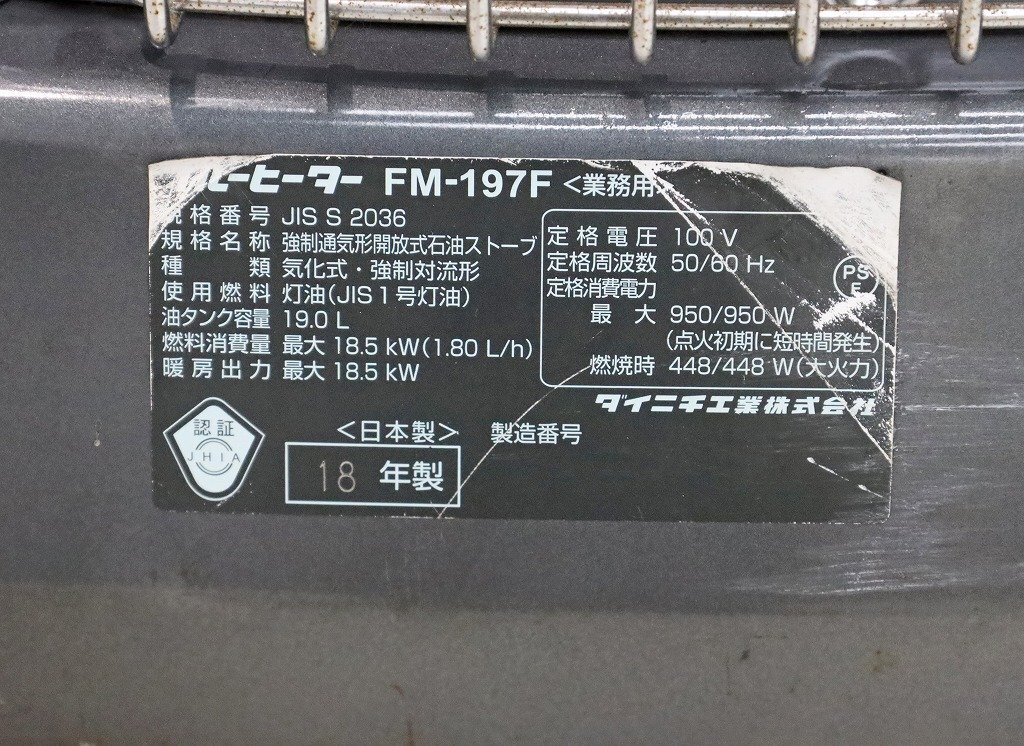 ルーヒーター FM-197F <業務用>
規格番号 JIS S 2036
規格名称 強制通気形開放式石油ストーブ
種類 気化式・強制対流形
使用燃料 灯油(JIS1号灯油)
油タンク容量 19.0 L
燃料消費量 最大 18.5 kW(1.80 L/h)
暖房出力 最大 18.5 kW
定格電圧 100 V
定格周波数 50/60 Hz
定格消費電力
最大 950/950 W
(点火初期に短時間発生)
燃焼時 448/448 W(大火力)
PS
E
ダイニチ工業株式会社
認証
JHIA
<日本製> 製造番号
18 年製